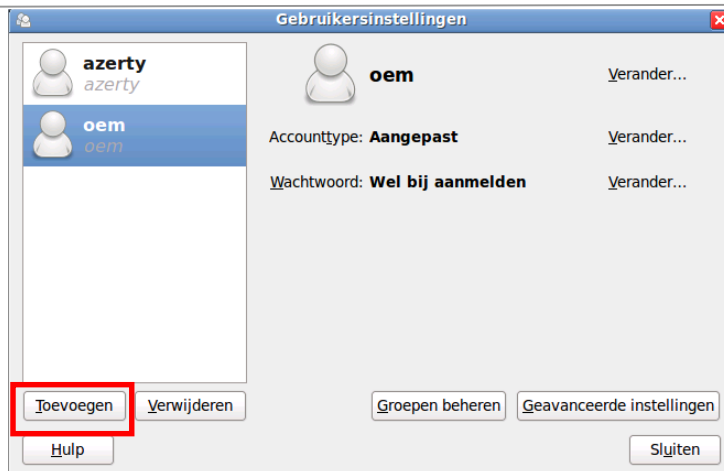 Gebruikersinstellingen
azerty
azerty
oem
oem
oem Verander...
Accounttype: Aangepast Verander...
Wachtwoord: Wel bij aanmelden Verander...
Toevoegen Verwijderen Groepen beheren Geavanceerde instellingen
Hulp Sluiten